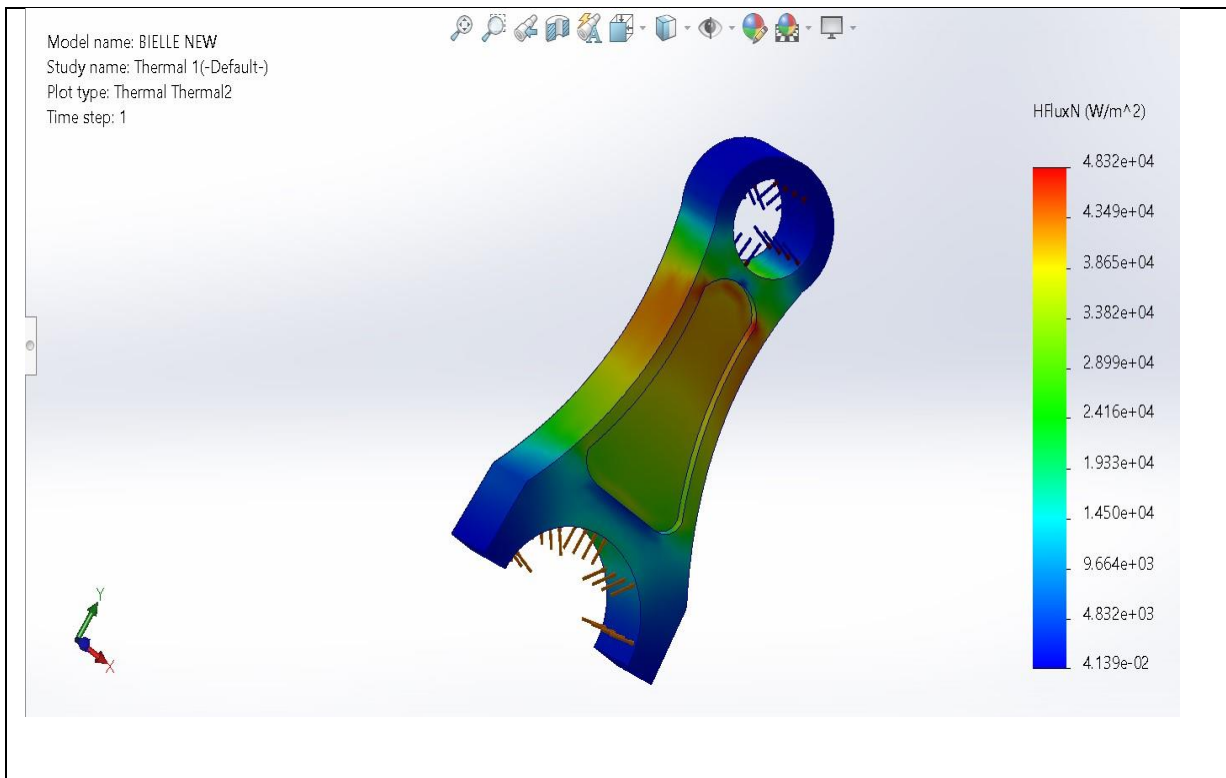 Model name: BIELLE NEW
Study name: Thermal 1(-Default-)
Plot type: Thermal Thermal2
Time step: 1
HFluxN (W/m^2)
4.832e+04
4.349e+04
3.865e+04
3.382e+04
2.899e+04
2.416e+04
1.933e+04
1.450e+04
9.664e+03
4.832e+03
4.139e-02
Y
X